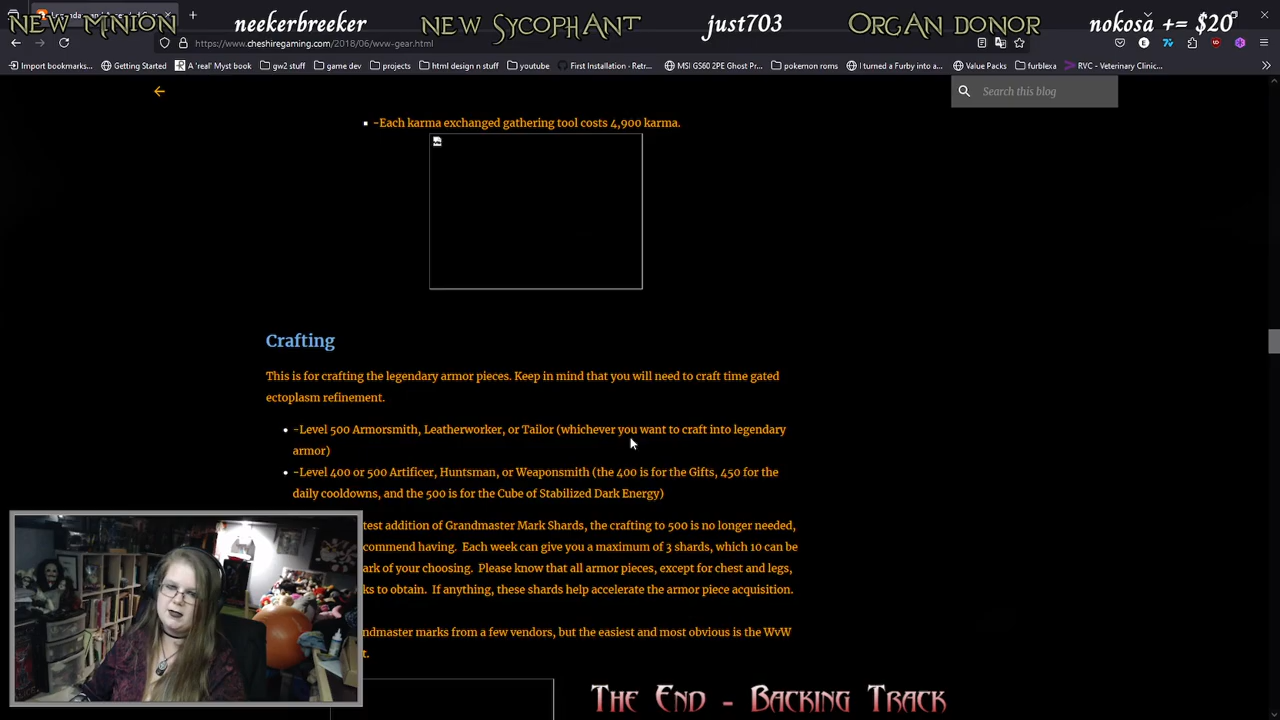 NEW MINION neekerbreeker NEW SYCOPHANT just703 ORGAN DONOR nokosa += $20
https://www.cheshiregaming.com/2018/06/wvw-gear.html
Import bookmarks... Getting Started A 'real' Myst book gw2 stuff game dev projects html design n stuff youtube First Installation - Retr... MSI GS60 2PE Ghost Pr... pokemon roms I turned a Furby into a... Value Packs furblexa RVC - Veterinary Clinic...
Search this blog
-Each karma exchanged gathering tool costs 4,900 karma.
Crafting
This is for crafting the legendary armor pieces. Keep in mind that you will need to craft time gated
ectoplasm refinement.
-Level 500 Armorsmith, Leatherworker, or Tailor (whichever you want to craft into legendary
armor)
-Level 400 or 500 Artificer, Huntsman, or Weaponsmith (the 400 is for the Gifts, 450 for the
daily cooldowns, and the 500 is for the Cube of Stabilized Dark Energy)
test addition of Grandmaster Mark Shards, the crafting to 500 is no longer needed,
commend having. Each week can give you a maximum of 3 shards, which 10 can be
ark of your choosing. Please know that all armor pieces, except for chest and legs,
ks to obtain. If anything, these shards help accelerate the armor piece acquisition.
ndmaster marks from a few vendors, but the easiest and most obvious is the WvW
t.
The End - Backing Track